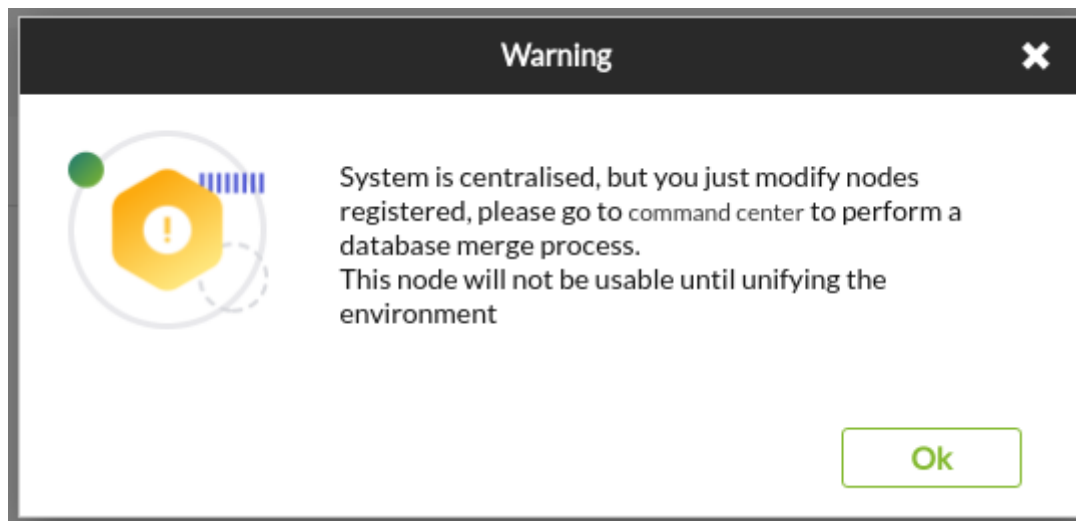 Warning
System is centralised, but you just modify nodes
registered, please go to command center to perform a
database merge process.
This node will not be usable until unifying the
environment
Ok